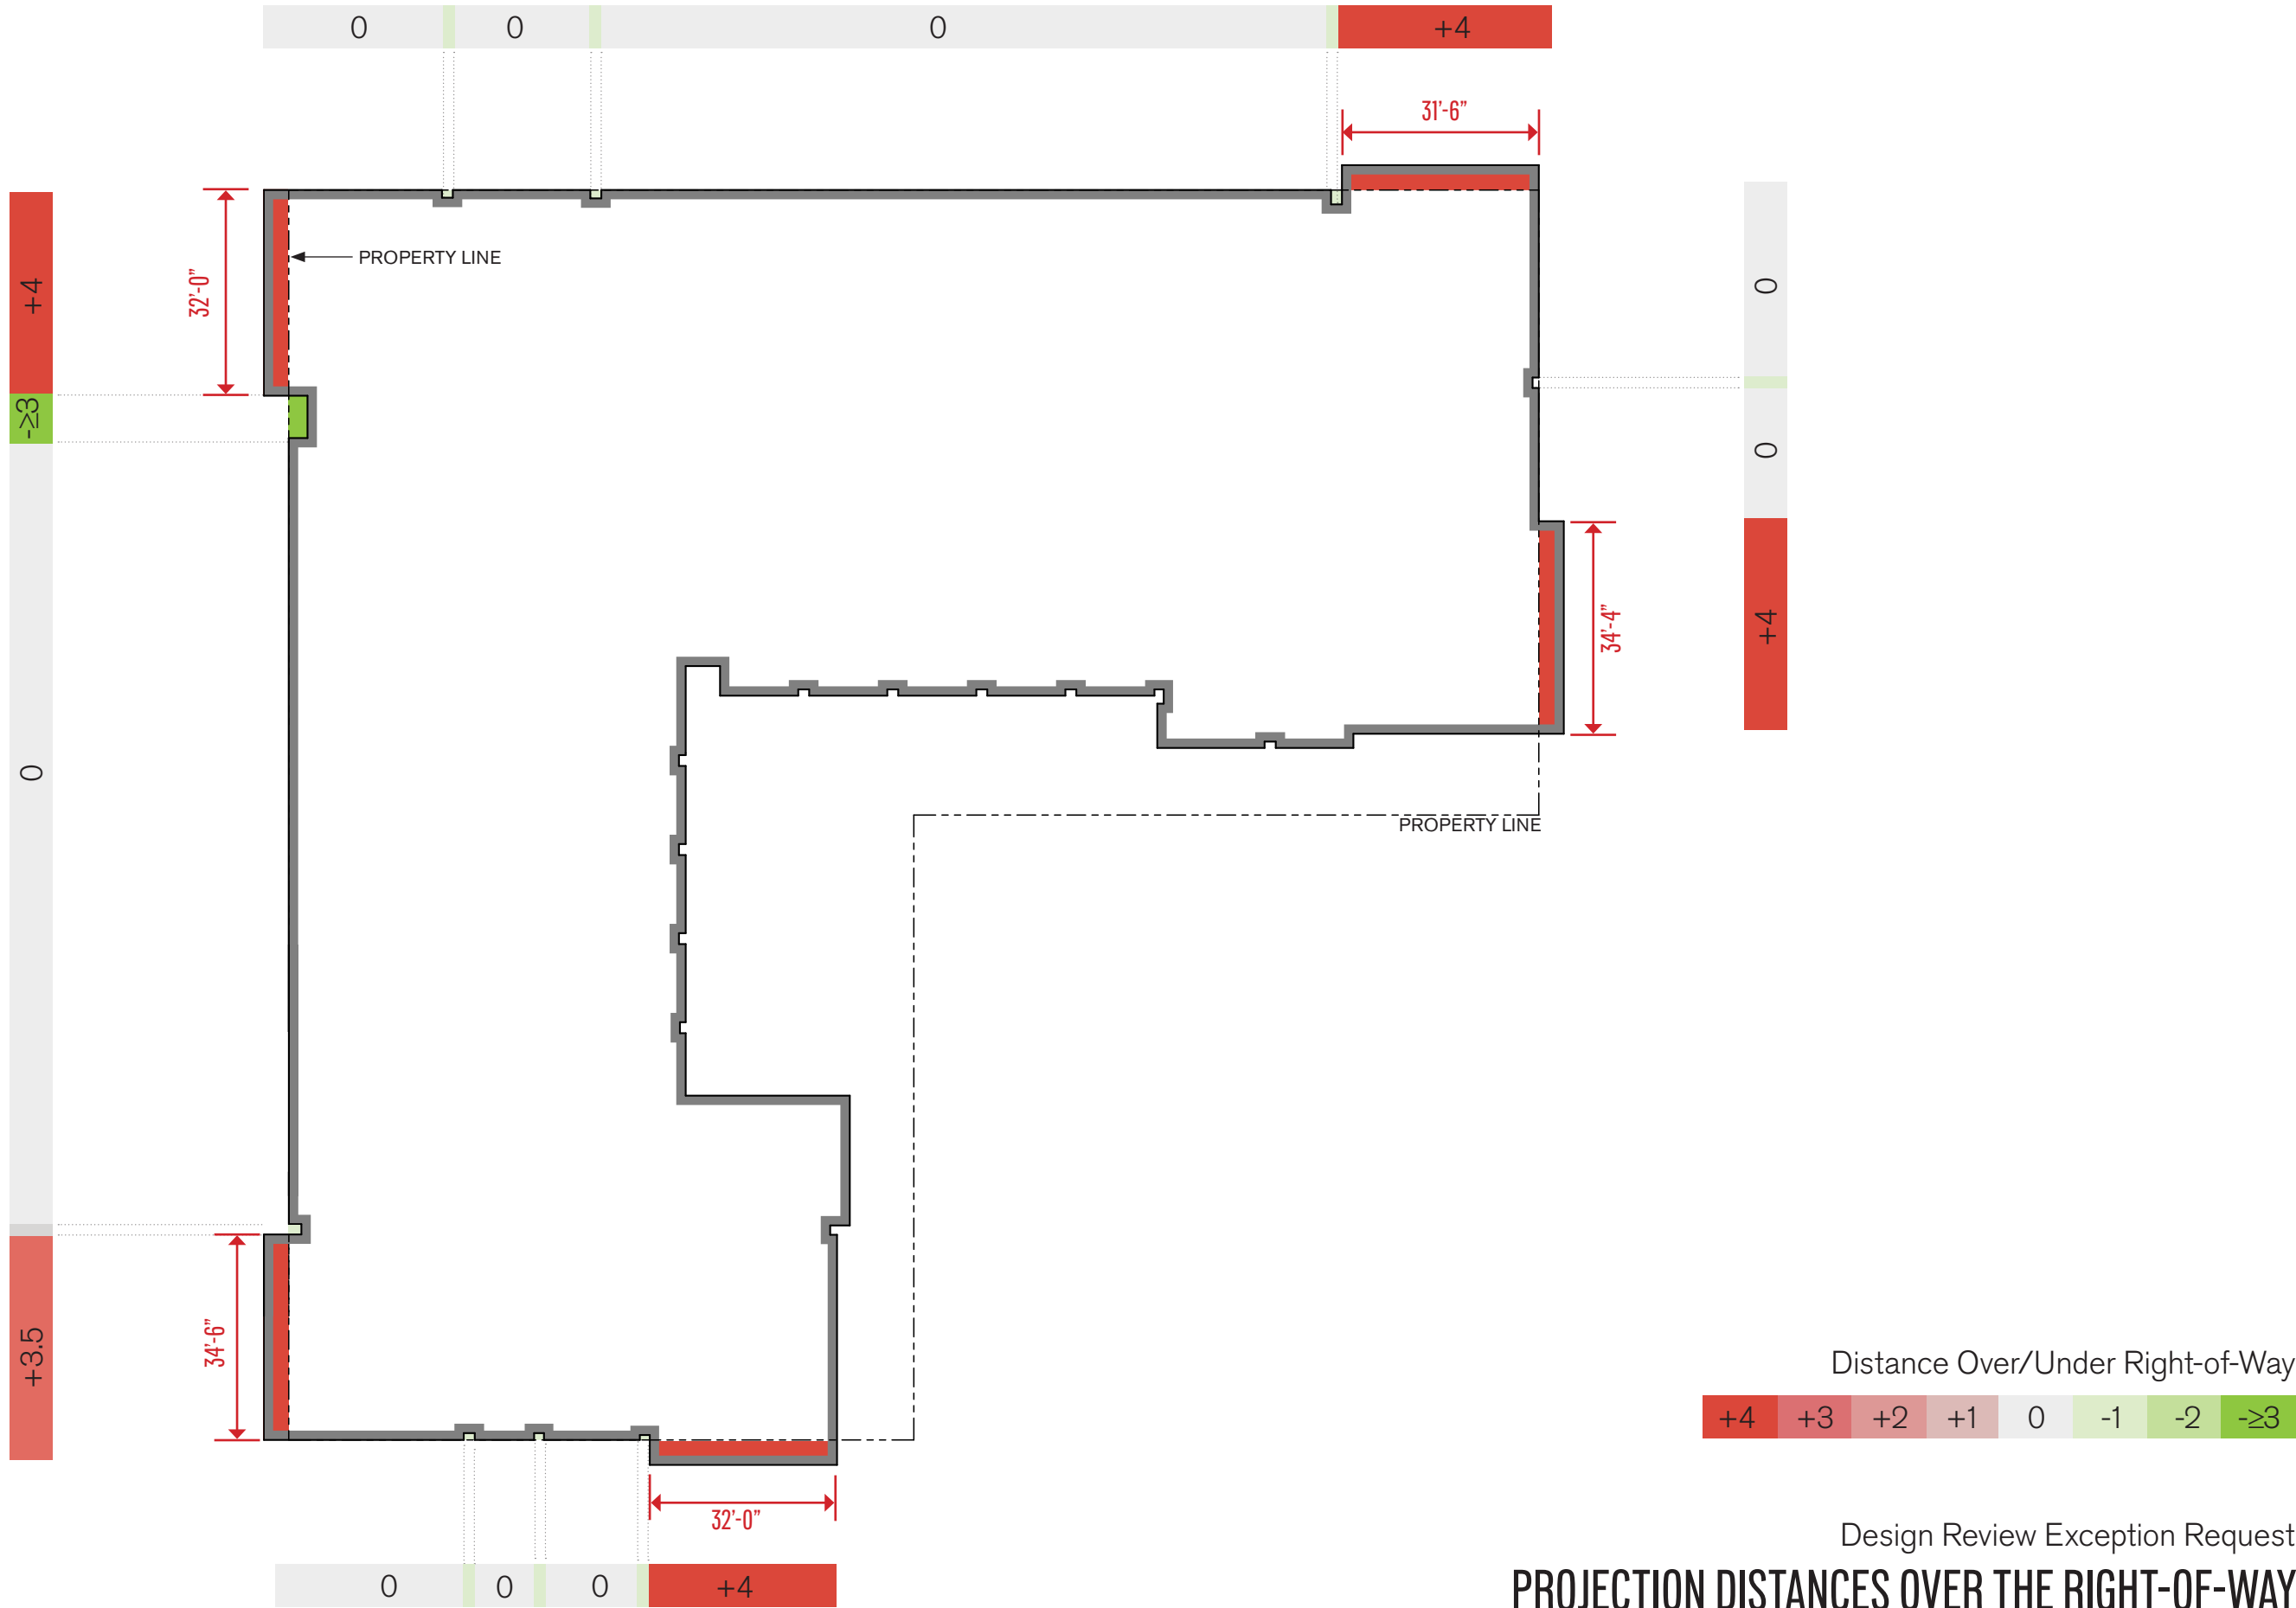 0 0 0 +4
31'-6”
+4
32'-0”
PROPERTY LINE
0
->3
0
34'-4”
+4
0
PROPERTY LINE
+3.5
34'-6”
Distance Over/Under Right-of-Way
+4 +3 +2 +1 0 -1 -2 -≥3
32'-0”
Design Review Exception Request
0 0 0 +4
PROJECTION DISTANCES OVER THE RIGHT-OF-WAY